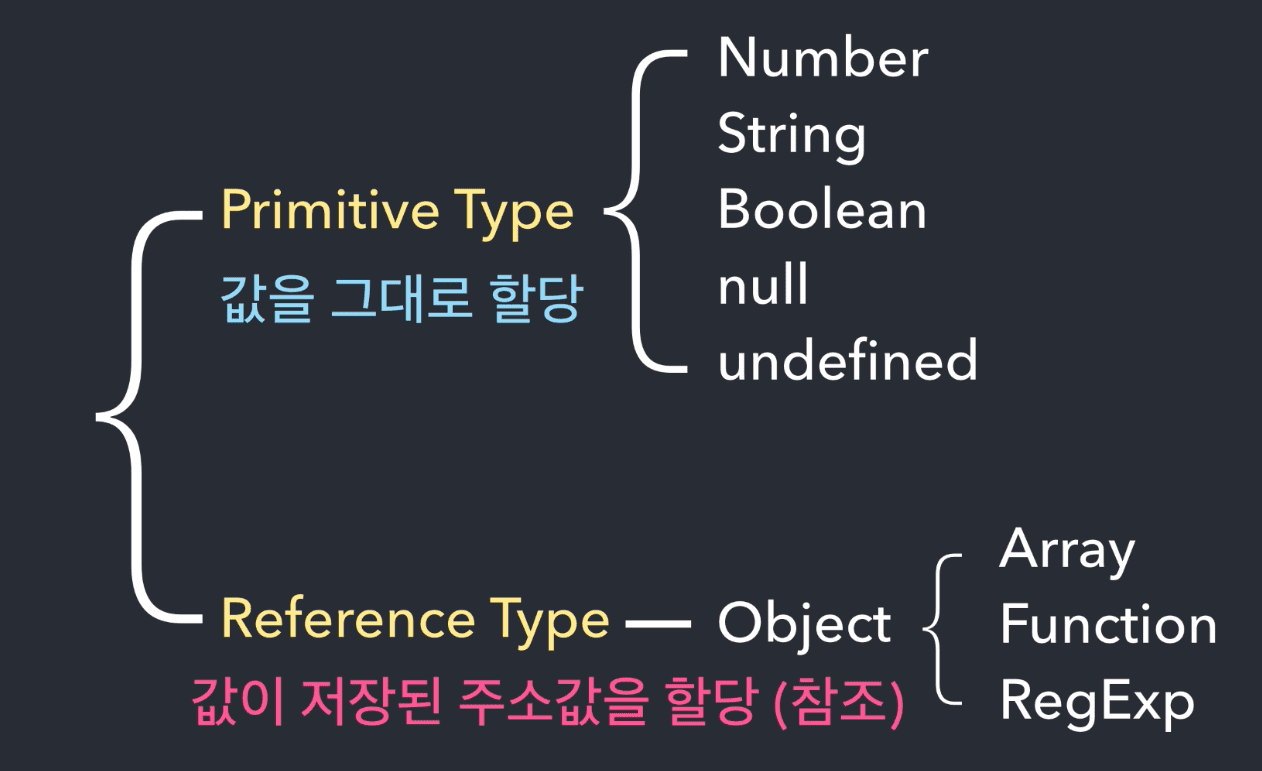 Number
String
Primitive Type
Boolean
값을 그대로 할당
null
undefined
Array
Reference Type
Object
Function
값이 저장된 주소값을 할당 (참조)
RegExp